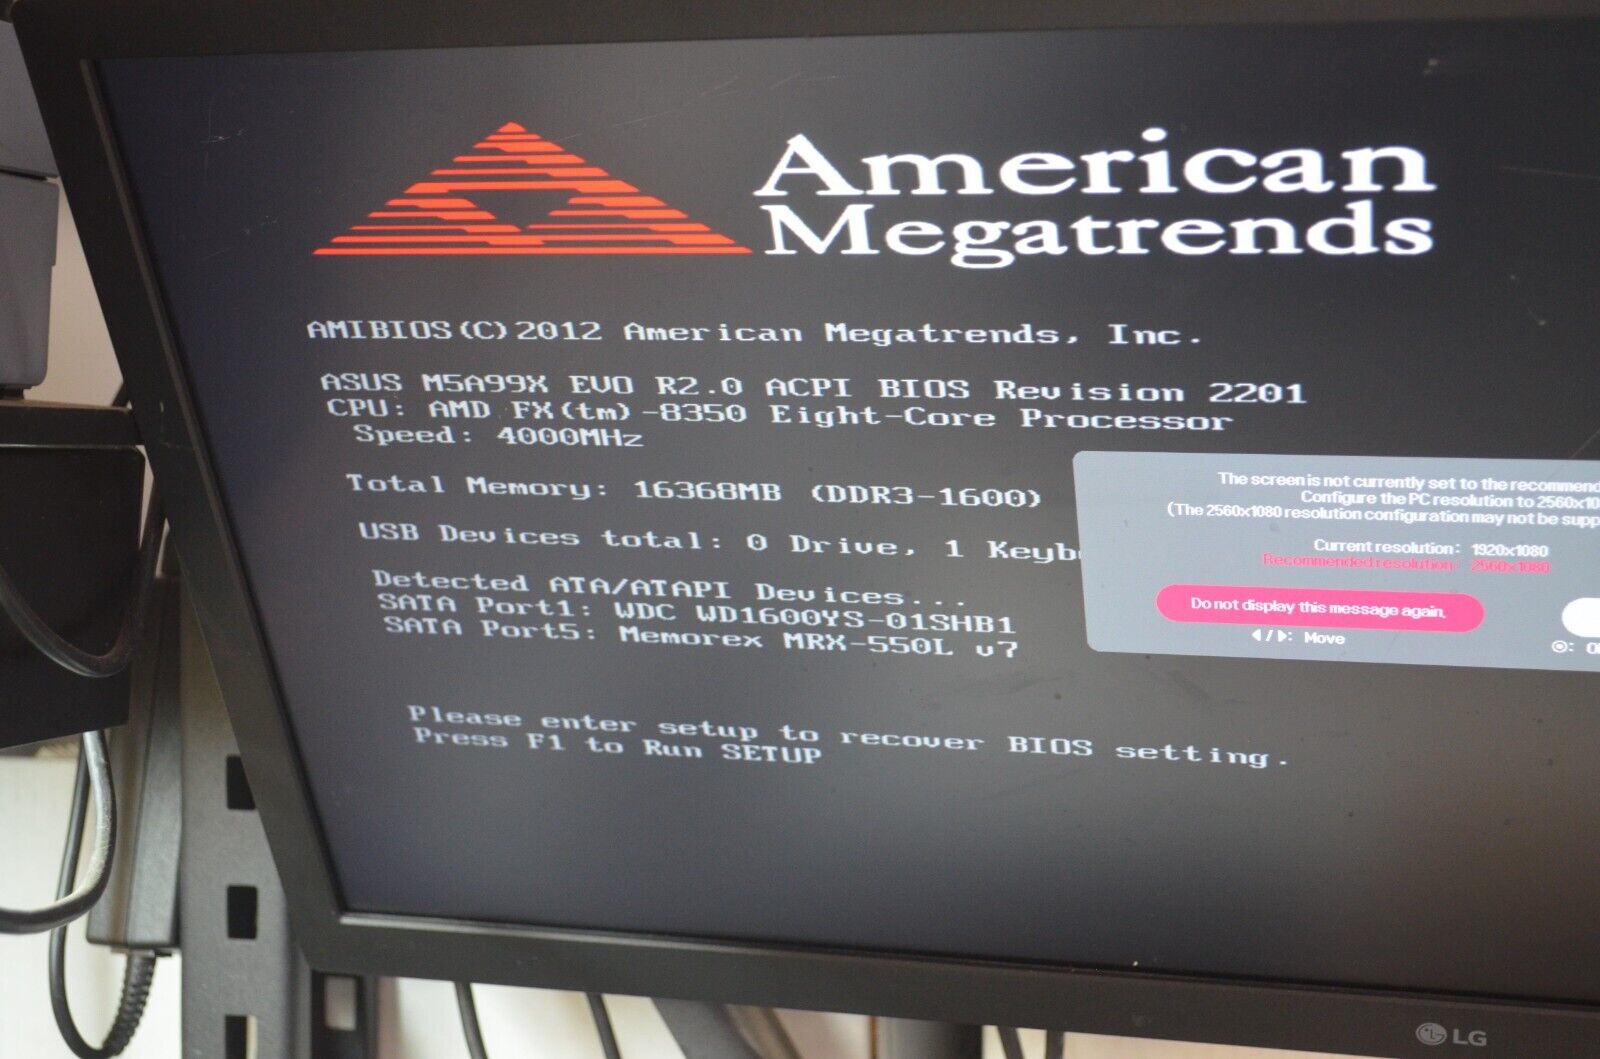 American
Megatrends
AMIBIOS(C)2012 American Megatrends, Inc.
ASUS M5A99X EVO R2.0 ACPI BIOS Revision 2201
CPU: AMD FX(tm)-8350 Eight-Core Processor
Speed: 4000MHz
Total Memory: 16368MB (DDR3-1600)
USB Devices total: 0 Drive, 1 Keyb
Detected ATA/ATAPI Devices...
SATA Port1: WDC WD1600YS-01SHB1
SATA Port5: Memorex MRX-550L v7
Please enter setup to recover BIOS setting.
Press F1 to Run SETUP
The screen is not currently set to the recommend
Configure the PC resolution to 2560x10
(The 2560x1080 resolution configuration may not be supp
Current resolution: 1920x1080
Recommended resolution: 2560x1080
Do not display this message again.
◀/▶: Move
◎:
LG